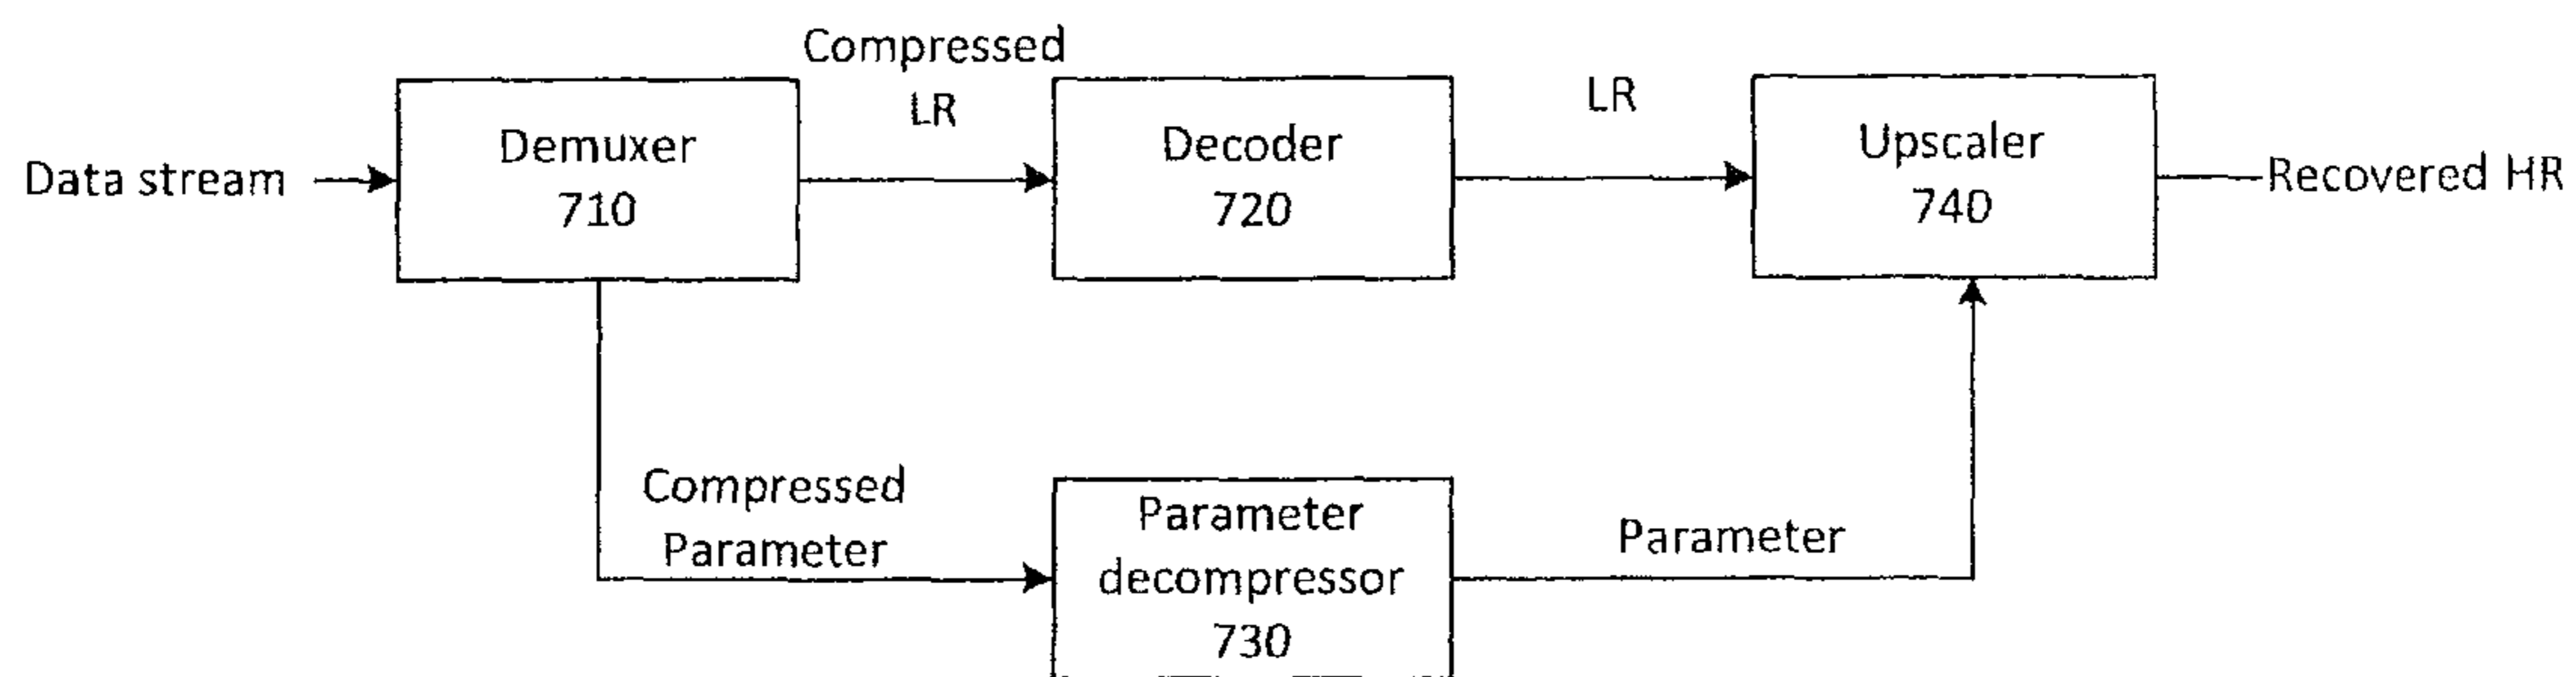 Data stream
Demuxer
710
Compressed
LR
Decoder
720
LR
Upscaler
740
Recovered HR
Compressed
Parameter
Parameter
decompressor
730
Parameter